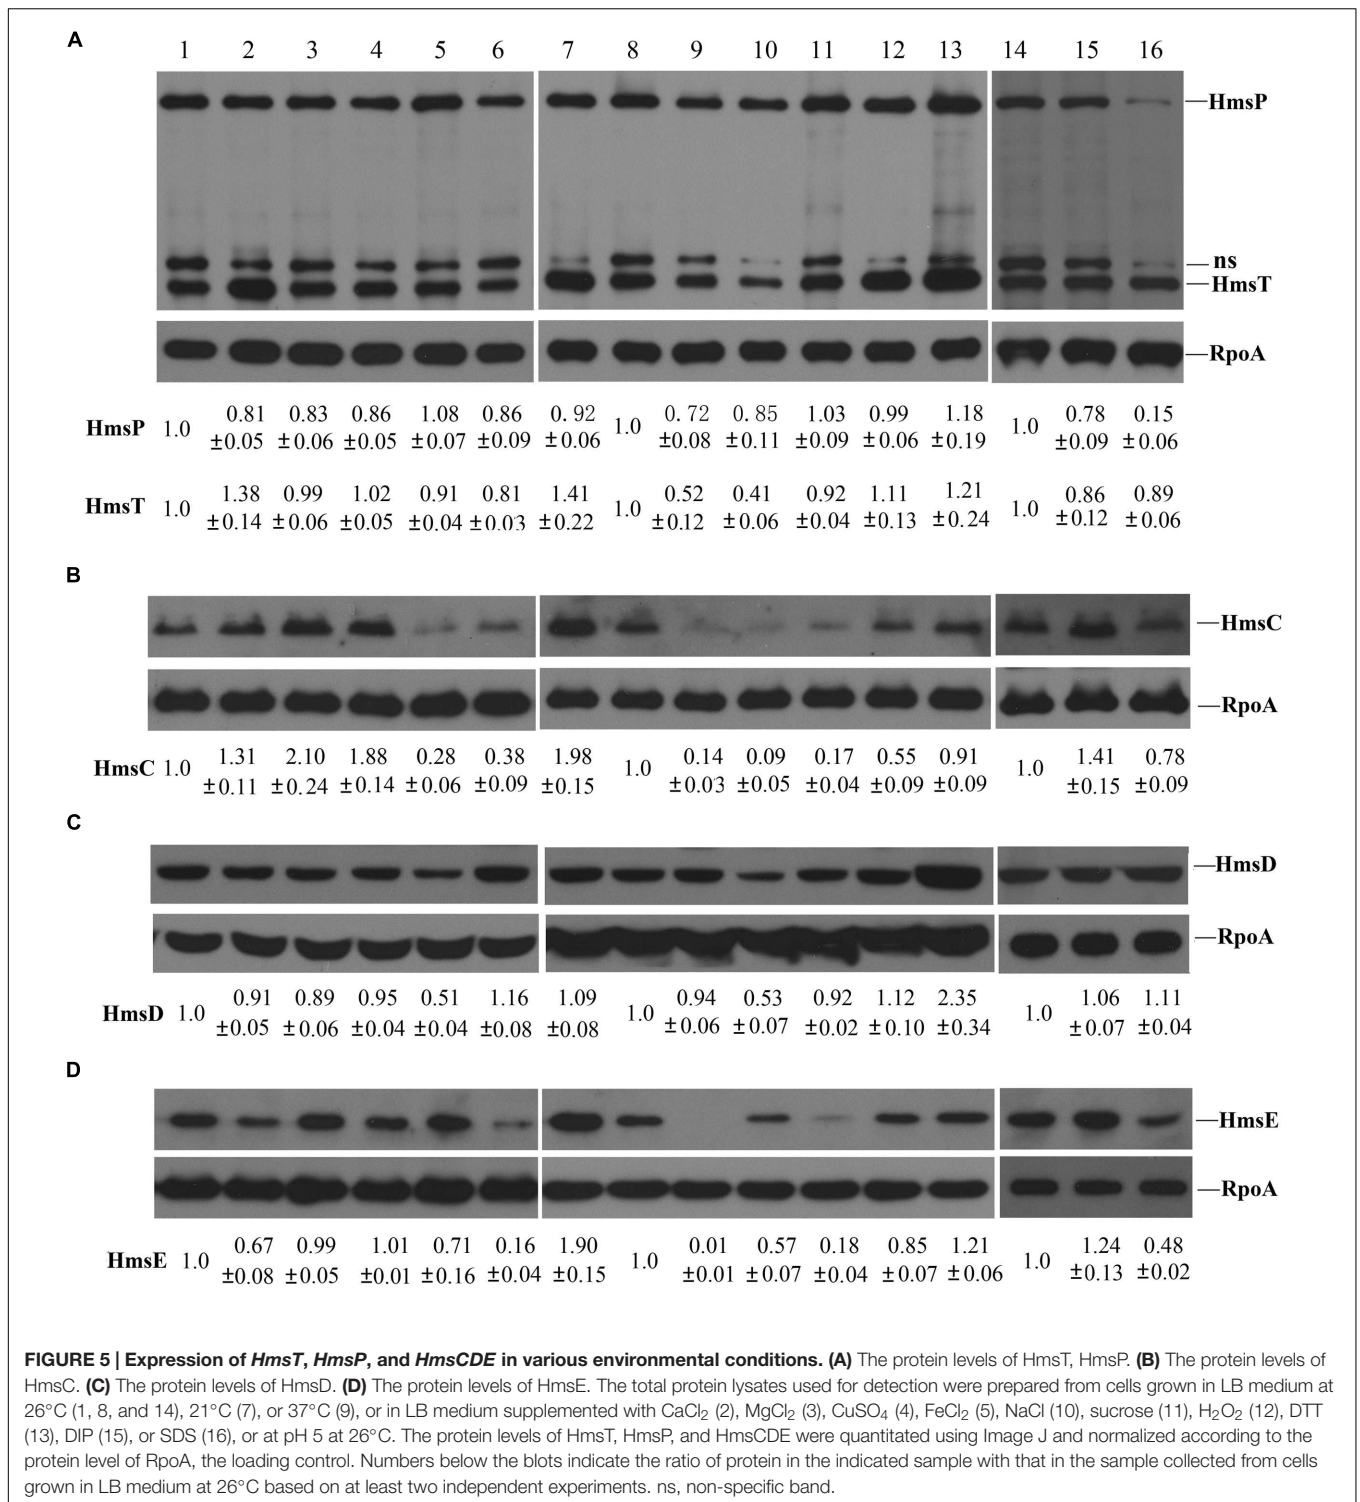 A
1 2 3 4 5 6 7 8 9 10 11 12 13 14 15 16
HmsP
ns
HmsT
RpoA
0.81 0.83 0.86 1.08 0.86 0.92 0.72 0.85 1.03 0.99 1.18 0.78 0.15
HmsP 1.0 1.0 1.0
±0.05 ±0.06 ±0.05 ±0.07 ±0.09 ±0.06 ±0.08 ±0.11 ±0.09 ±0.06 ±0.19 ±0.09 ±0.06
1.38 0.99 1.02 0.91 0.81 1.41 0.52 0.41 0.92 1.11 1.21 0.86 0.89
HmsT 1.0 1.0 1.0
±0.14 ±0.06 ±0.05 ±0.04 ±0.03 ±0.22 ±0.12 ±0.06 ±0.04 ±0.13 ±0.24 ±0.12 ±0.06
B
HmsC
RpoA
1.31 2.10 1.88 0.28 0.38 1.98 0.14 0.09 0.17 0.55 0.91 1.41 0.78
HmsC 1.0 1.0 1.0
±0.11 ±0.24 ±0.14 ±0.06 ±0.09 ±0.15 ±0.03 ±0.05 ±0.04 ±0.09 ±0.09 ±0.15 ±0.09
C
HmsD
RpoA
0.91 0.89 0.95 0.51 1.16 1.09 0.94 0.53 0.92 1.12 2.35 1.06 1.11
HmsD 1.0 1.0 1.0
±0.05 ±0.06 ±0.04 ±0.04 ±0.08 ±0.08 ±0.06 ±0.07 ±0.02 ±0.10 ±0.34 ±0.07 ±0.04
D
HmsE
RpoA
0.67 0.99 1.01 0.71 0.16 1.90 0.01 0.57 0.18 0.85 1.21 1.24 0.48
HmsE 1.0 1.0 1.0
±0.08 ±0.05 ±0.01 ±0.16 ±0.04 ±0.15 ±0.01 ±0.07 ±0.04 ±0.07 ±0.06 ±0.13 ±0.02
FIGURE 5 | Expression of HmsT, HmsP, and HmsCDE in various environmental conditions. (A) The protein levels of HmsT, HmsP. (B) The protein levels of
HmsC. (C) The protein levels of HmsD. (D) The protein levels of HmsE. The total protein lysates used for detection were prepared from cells grown in LB medium at
26°C (1, 8, and 14), 21°C (7), or 37°C (9), or in LB medium supplemented with CaCl₂ (2), MgCl₂ (3), CuSO₄ (4), FeCl₂ (5), NaCl (10), sucrose (11), H₂O₂ (12), DTT
(13), DIP (15), or SDS (16), or at pH 5 at 26°C. The protein levels of HmsT, HmsP, and HmsCDE were quantitated using Image J and normalized according to the
protein level of RpoA, the loading control. Numbers below the blots indicate the ratio of protein in the indicated sample with that in the sample collected from cells
grown in LB medium at 26°C based on at least two independent experiments. ns, non-specific band.